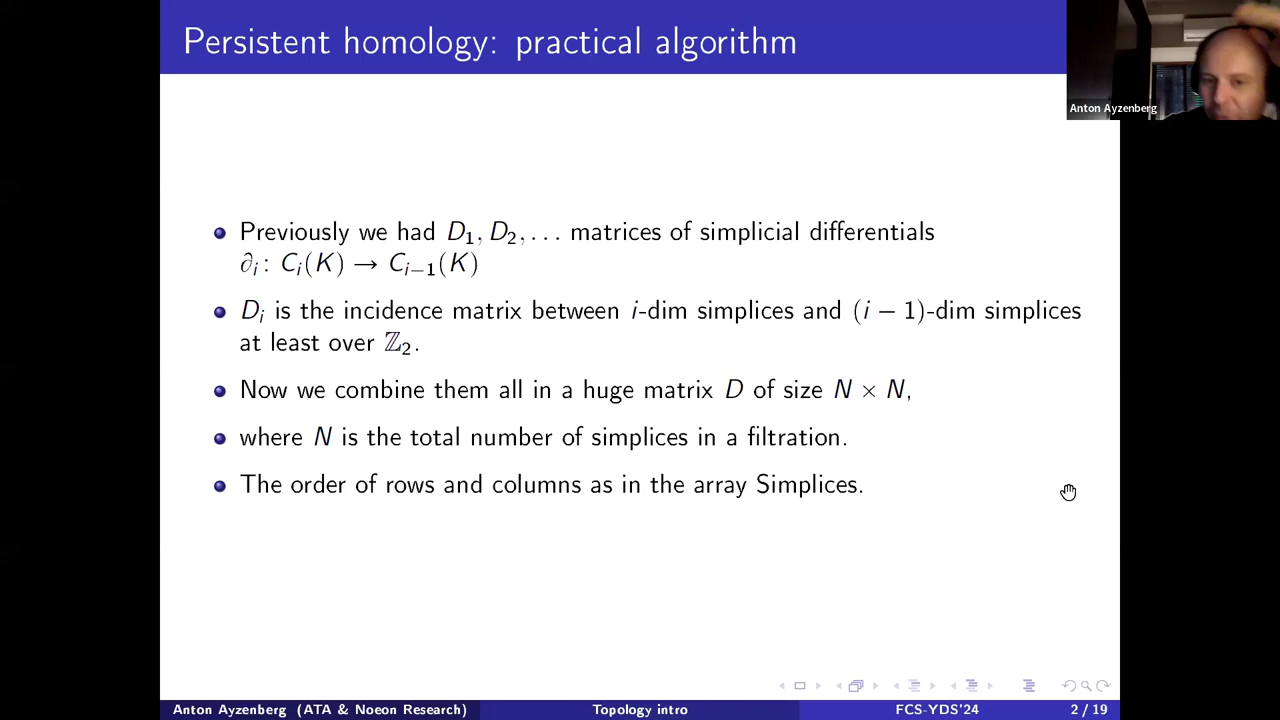 Persistent homology: practical algorithm
Anton Ayzenberg
Previously we had D₁, D₂, … matrices of simplicial differentials
∂ᵢ: Cᵢ(K) → Cᵢ₋₁(K)
Dᵢ is the incidence matrix between i-dim simplices and (i − 1)-dim simplices
at least over ℤ₂.
Now we combine them all in a huge matrix D of size N × N,
where N is the total number of simplices in a filtration.
The order of rows and columns as in the array Simplices.
Anton Ayzenberg (ATA & Noeon Research)
Topology intro
FCS-YDS'24
2 / 19